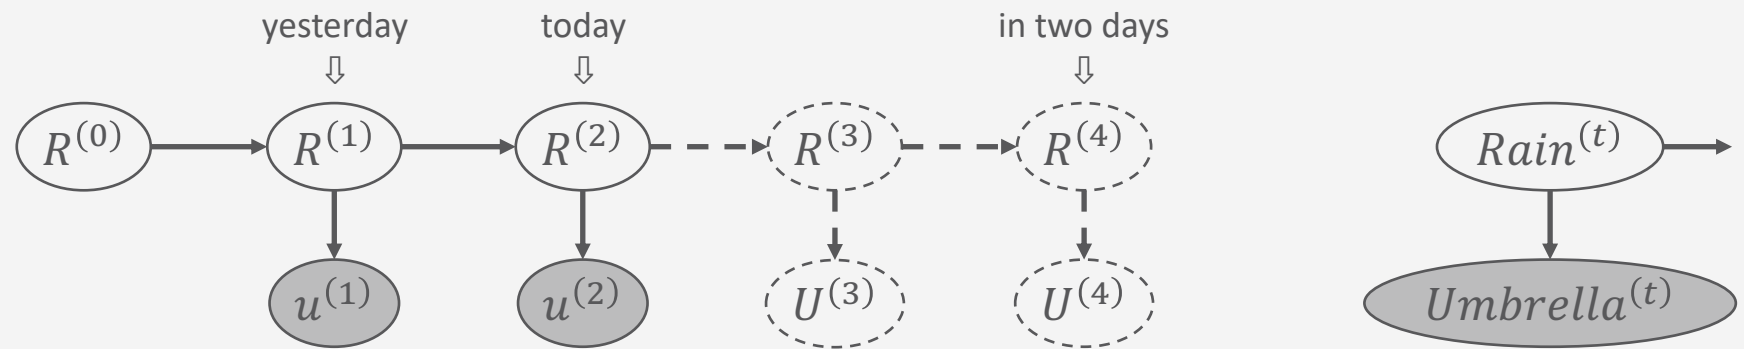 yesterday today in two days
R^(0) R^(1) R^(2) R^(3) R^(4) Rain^(t)
u^(1) u^(2) U^(3) U^(4) Umbrella^(t)